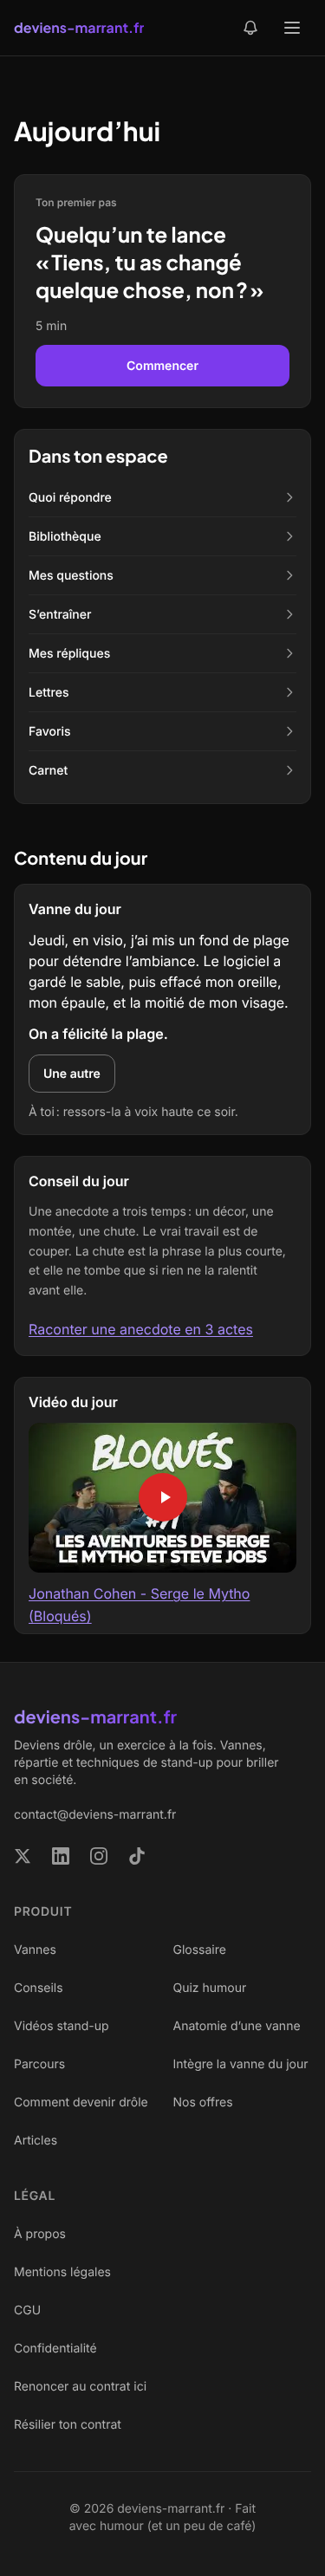 deviens-marrant.fr
Aujourd’hui
Ton premier pas
Quelqu’un te lance
« Tiens, tu as changé
quelque chose, non ? »
5 min
Commencer
Dans ton espace
Quoi répondre
Bibliothèque
Mes questions
S’entraîner
Mes répliques
Lettres
Favoris
Carnet
Contenu du jour
Vanne du jour
Jeudi, en visio, j’ai mis un fond de plage
pour détendre l’ambiance. Le logiciel a
gardé le sable, puis effacé mon oreille,
mon épaule, et la moitié de mon visage.
On a félicité la plage.
Une autre
À toi : ressors-la à voix haute ce soir.
Conseil du jour
Une anecdote a trois temps : un décor, une
montée, une chute. Le vrai travail est de
couper. La chute est la phrase la plus courte,
et elle ne tombe que si rien ne la ralentit
avant elle.
Raconter une anecdote en 3 actes
Vidéo du jour
BLOQUÉS
#71
LES AVENTURES DE SERGE
LE MYTHO ET STEVE JOBS
Jonathan Cohen - Serge le Mytho
(Bloqués)
deviens-marrant.fr
Deviens drôle, un exercice à la fois. Vannes,
répartie et techniques de stand-up pour briller
en société.
contact@deviens-marrant.fr
PRODUIT
Vannes
Glossaire
Conseils
Quiz humour
Vidéos stand-up
Anatomie d’une vanne
Parcours
Intègre la vanne du jour
Comment devenir drôle
Nos offres
Articles
LÉGAL
À propos
Mentions légales
CGU
Confidentialité
Renoncer au contrat ici
Résilier ton contrat
© 2026 deviens-marrant.fr · Fait
avec humour (et un peu de café)